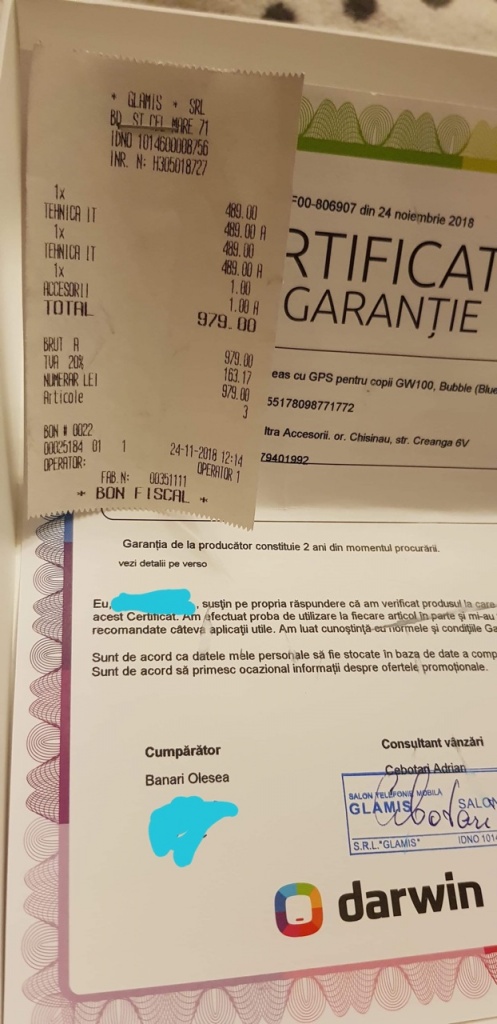 * GLAMIS * SRL
BD. ST CEL MARE 71
IDNO 1014600008756
INR. N: H305018727
1x
TEHNICA IT 489.00
489.00 A
1x
TEHNICA IT 489.00
489.00 A
1x
ACCESORII 1.00
1.00 A
TOTAL 979.00
BRUT A 979.00
TVA 20% 163.17
NUMERAR LEI 979.00
Articole 3
BON # 0022
00025184 01 1 24-11-2018 12:14
OPERATOR: OPERATOR 1
FAB.N: 00351111
* BON FISCAL *
F00-806907 din 24 noiembrie 2018
RTIFICAT
GARANȚIE
eas cu GPS pentru copii GW100, Bubble (Blue
55178098771772
ltra Accesorii. or. Chisinau, str. Creanga 6V
79401992
Garanția de la producător constituie 2 ani din momentul procurării.
vezi detalii pe verso
Eu, , susțin pe propria răspundere că am verificat produsul la care
acest Certificat. Am efectuat proba de utilizare la fiecare articol în parte și mi-au
recomandate câteva aplicații utile. Am luat cunoștință cu normele și condițiile Ga
Sunt de acord ca datele mele personale să fie stocate în baza de date a comp
Sunt de acord să primesc ocazional informații despre ofertele promoționale.
Cumpărător
Banari Olesea
Consultant vânzări
Cebotari Adrian
SALON TELEFONIE MOBILA
GLAMIS SALON
S.R.L."GLAMIS" IDNO 101
darwin